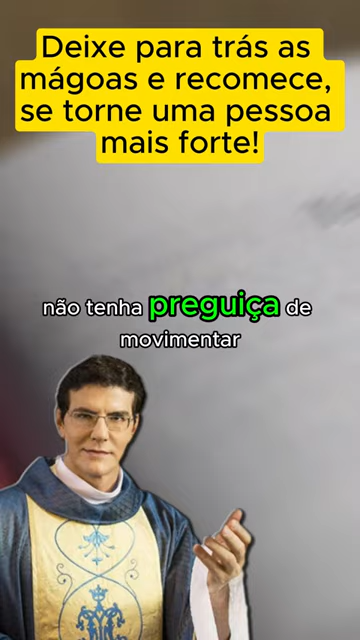 Deixe para trás as
mágoas e recomece,
se torne uma pessoa
mais forte!
não tenha preguiça de
movimentar